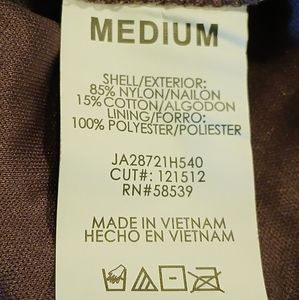 MEDIUM
SHELL/EXTERIOR:
85% NYLON/NAILON
15% COTTON/ALGODON
LINING/FORRO:
100% POLYESTER/POLIESTER
JA28721H540
CUT#: 121512
RN#58539
MADE IN VIETNAM
HECHO EN VIETNAM